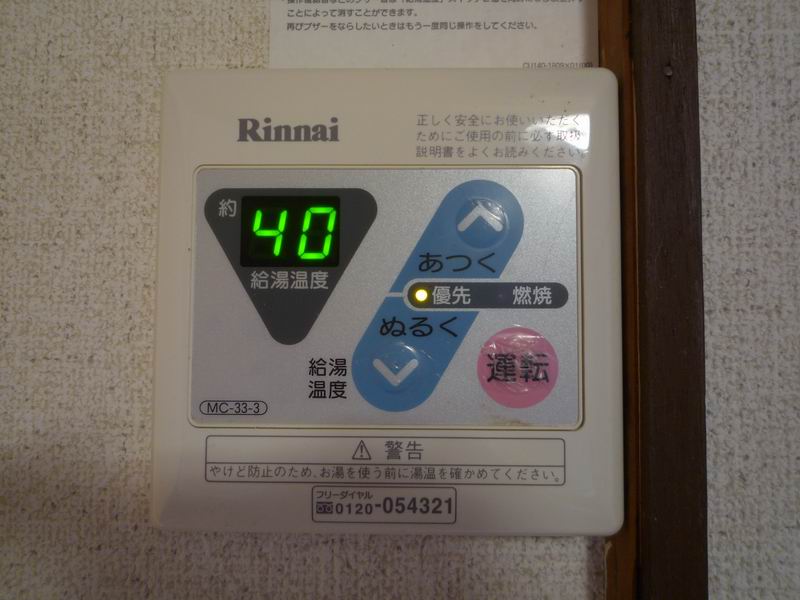 ことによって消すことができます。
再びブザーをならしたいときはもう一度同じ操作をしてください。
Rinnai
正しく安全にお使いいただく
ためにご使用の前に必ず取扱
説明書をよくお読みください。
約
40
給湯温度
あつく
優先
燃焼
ぬるく
給湯
温度
運転
MC-33-3
警告
やけど防止のため、お湯を使う前に湯温を確かめてください。
フリーダイヤル
0120-054321